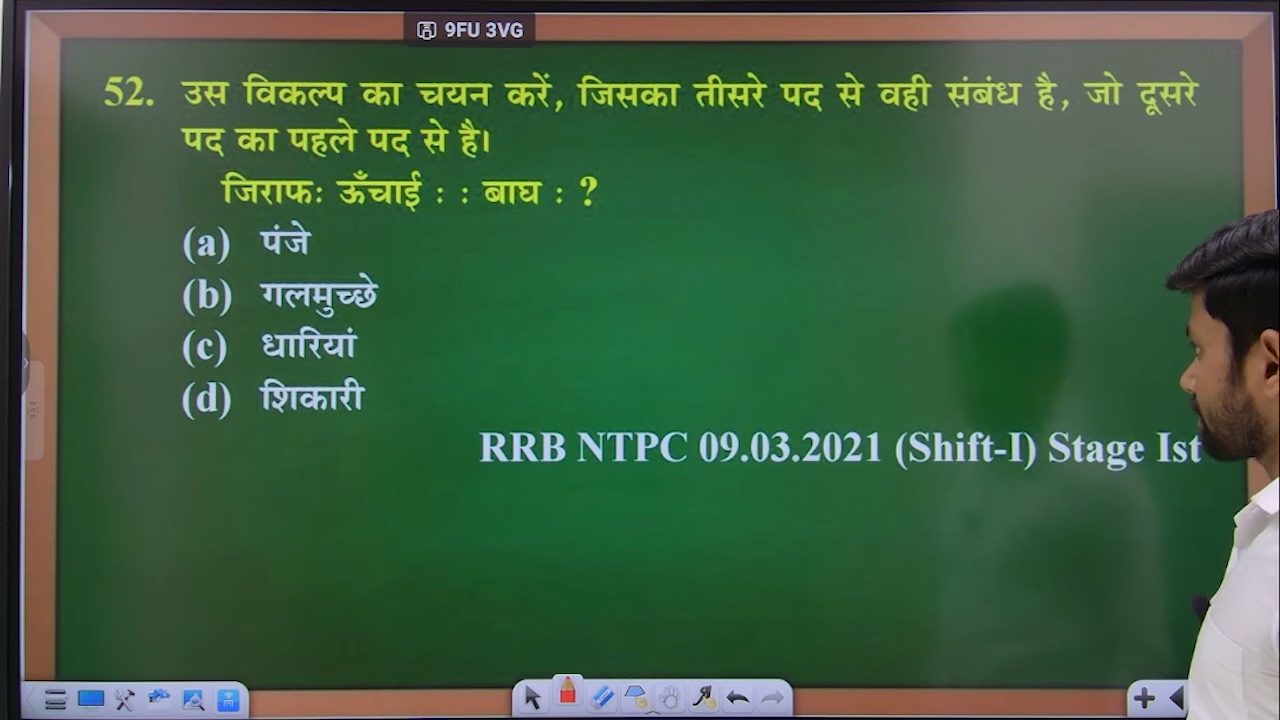 9FU 3VG
52. उस विकल्प का चयन करें, जिसका तीसरे पद से वही संबंध है, जो दूसरे
पद का पहले पद से है।
जिराफः ऊँचाई : : बाघ : ?
(a) पंजे
(b) गलमुच्छे
(c) धारियां
(d) शिकारी
RRB NTPC 09.03.2021 (Shift-I) Stage Ist